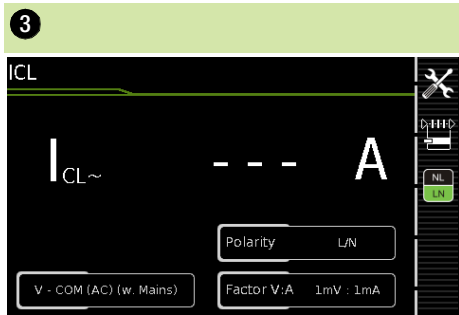 3
ICL
I CL~ --- A
NL
LN
Polarity L/N
V - COM (AC) (w. Mains)
Factor V:A 1mV : 1mA